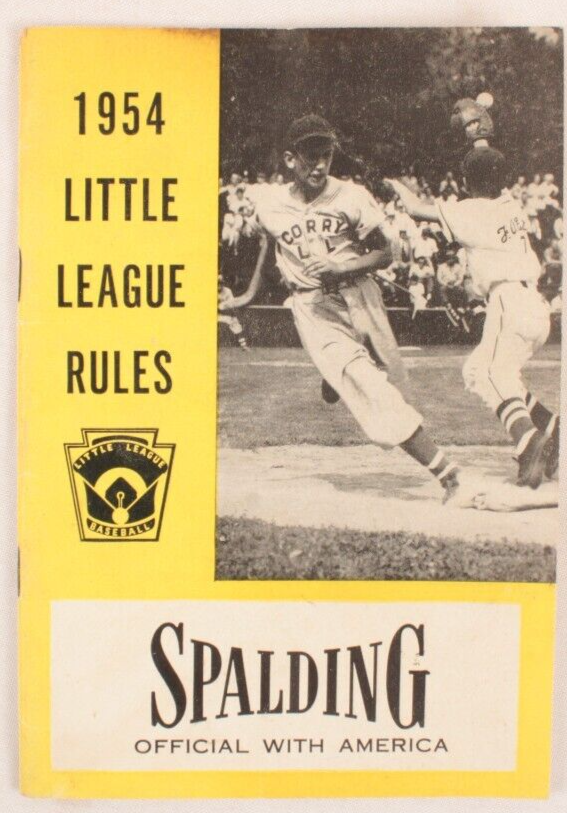 1954
LITTLE
LEAGUE
RULES
LITTLE LEAGUE
BASEBALL
CORRY
L L
SPALDING
OFFICIAL WITH AMERICA